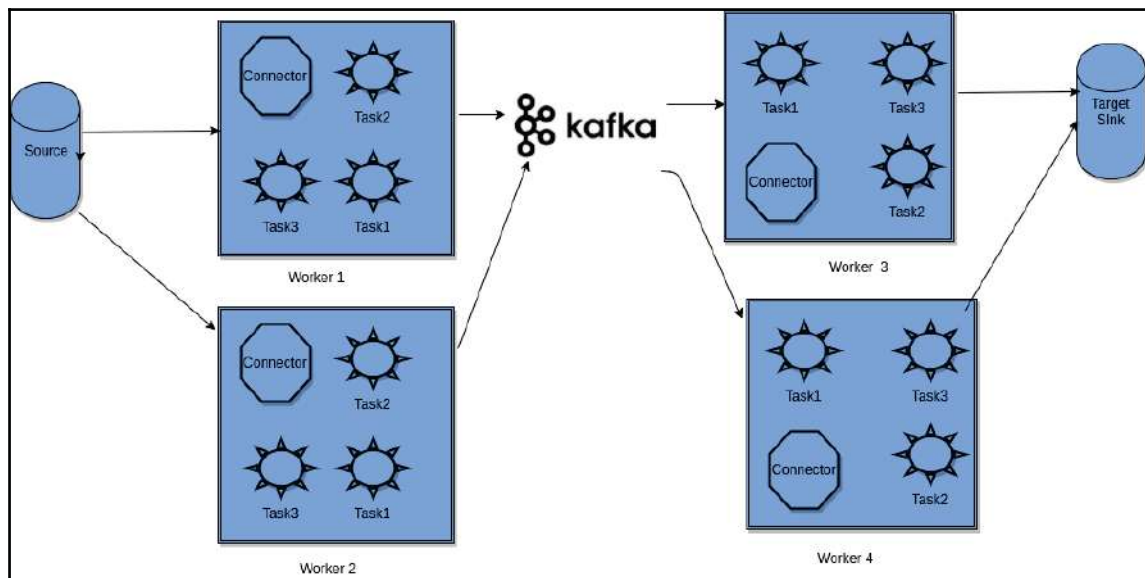 Source
Connector
Task2
Task3
Task1
Worker 1
Connector
Task2
Task3
Task1
Worker 2
kafka
Task1
Task3
Connector
Task2
Worker 3
Task1
Task3
Connector
Task2
Worker 4
Target
SInk